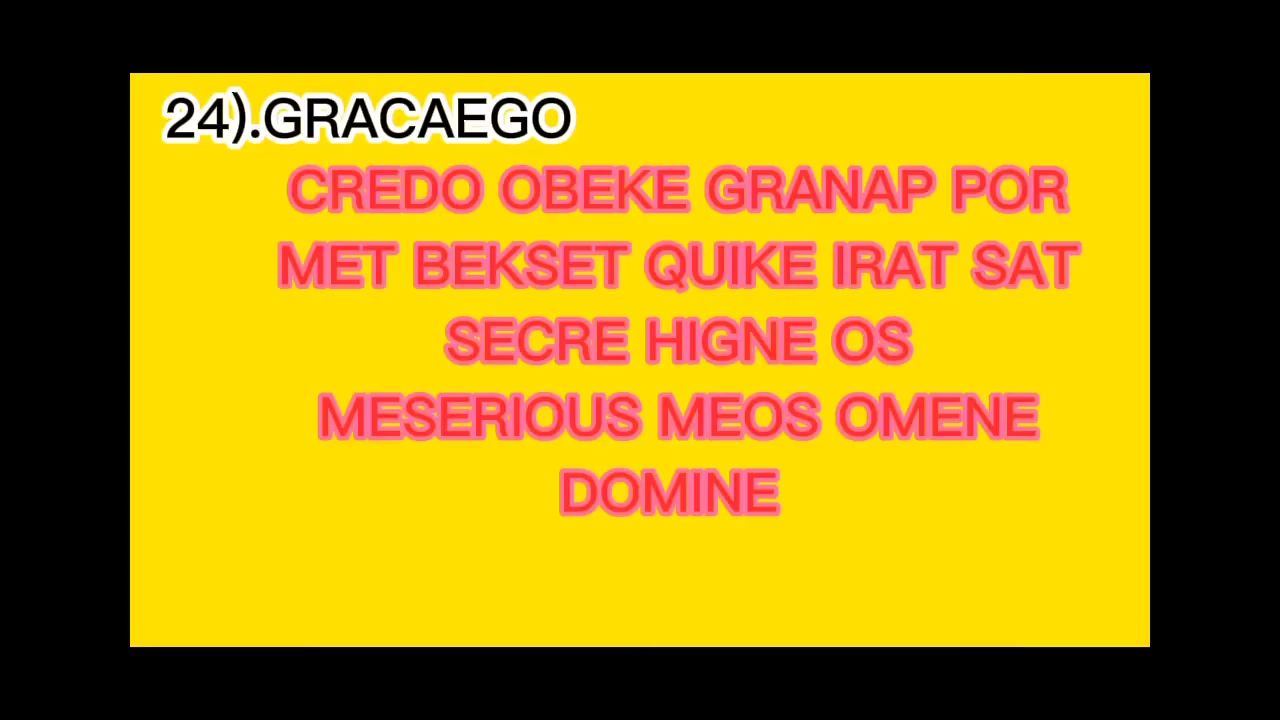 24).GRACAEGO
CREDO OBEKE GRANAP POR
MET BEKSET QUIKE IRAT SAT
SECRE HIGNE OS
MESERIOUS MEOS OMENE
DOMINE